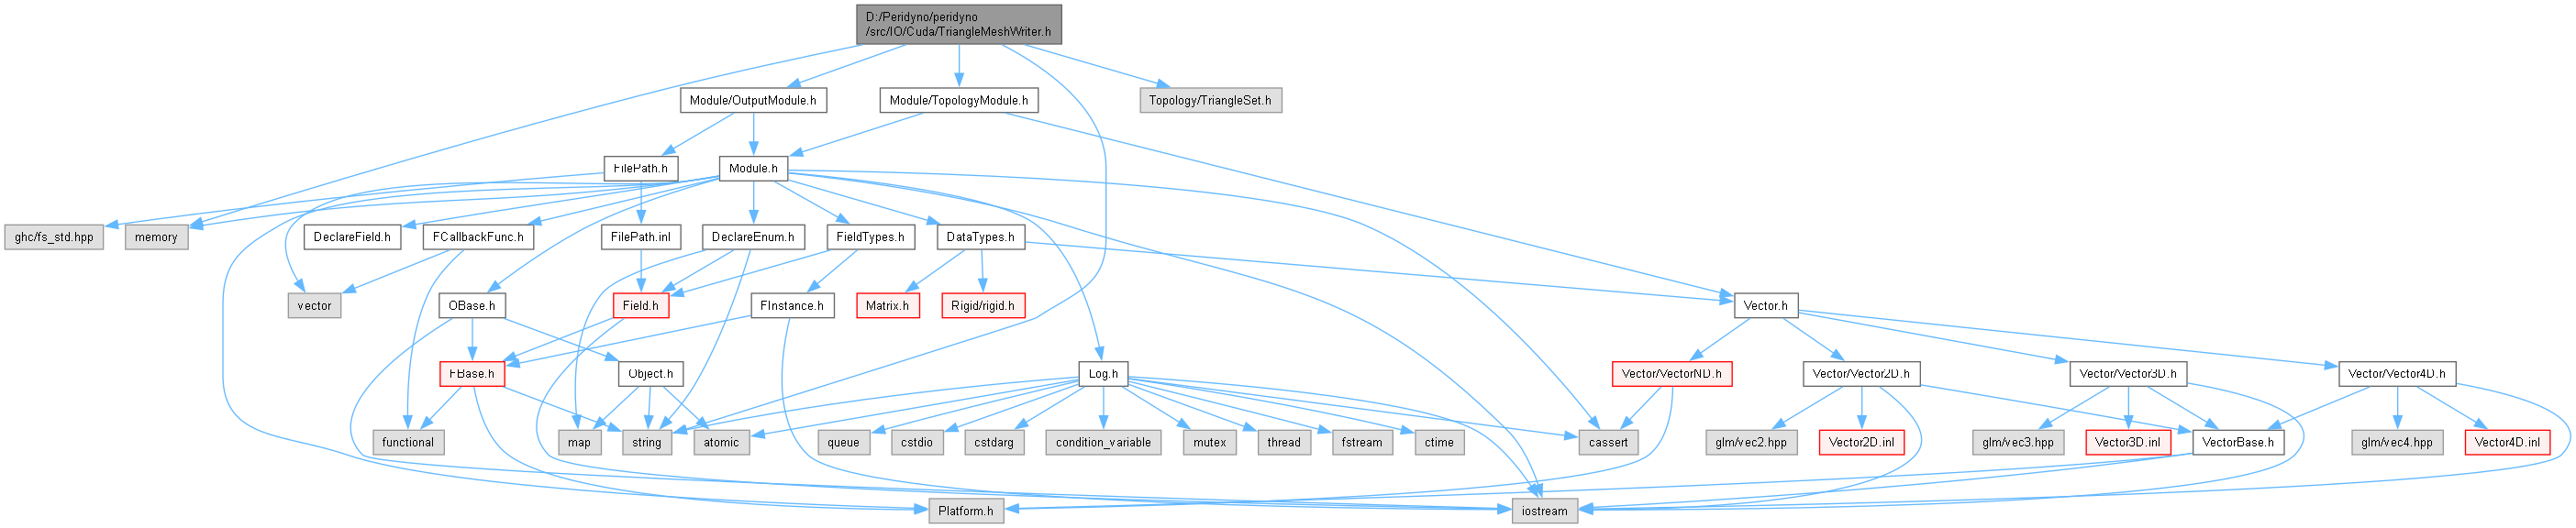 D:/Peridyno/peridyno
/src/IO/Cuda/TriangleMeshWriter.h
Module/OutputModule.h
Module/TopologyModule.h
Topology/TriangleSet.h
FilePath.h
Module.h
ghc/fs_std.hpp
memory
DeclareField.h
FCallbackFunc.h
FilePath.inl
DeclareEnum.h
FieldTypes.h
DataTypes.h
vector
OBase.h
Field.h
FInstance.h
Matrix.h
Rigid/rigid.h
Vector.h
FBase.h
Object.h
Log.h
Vector/VectorND.h
Vector/Vector2D.h
Vector/Vector3D.h
Vector/Vector4D.h
functional
map
string
atomic
queue
cstdio
cstdarg
condition_variable
mutex
thread
fstream
ctime
cassert
glm/vec2.hpp
Vector2D.inl
glm/vec3.hpp
Vector3D.inl
VectorBase.h
glm/vec4.hpp
Vector4D.inl
Platform.h
iostream